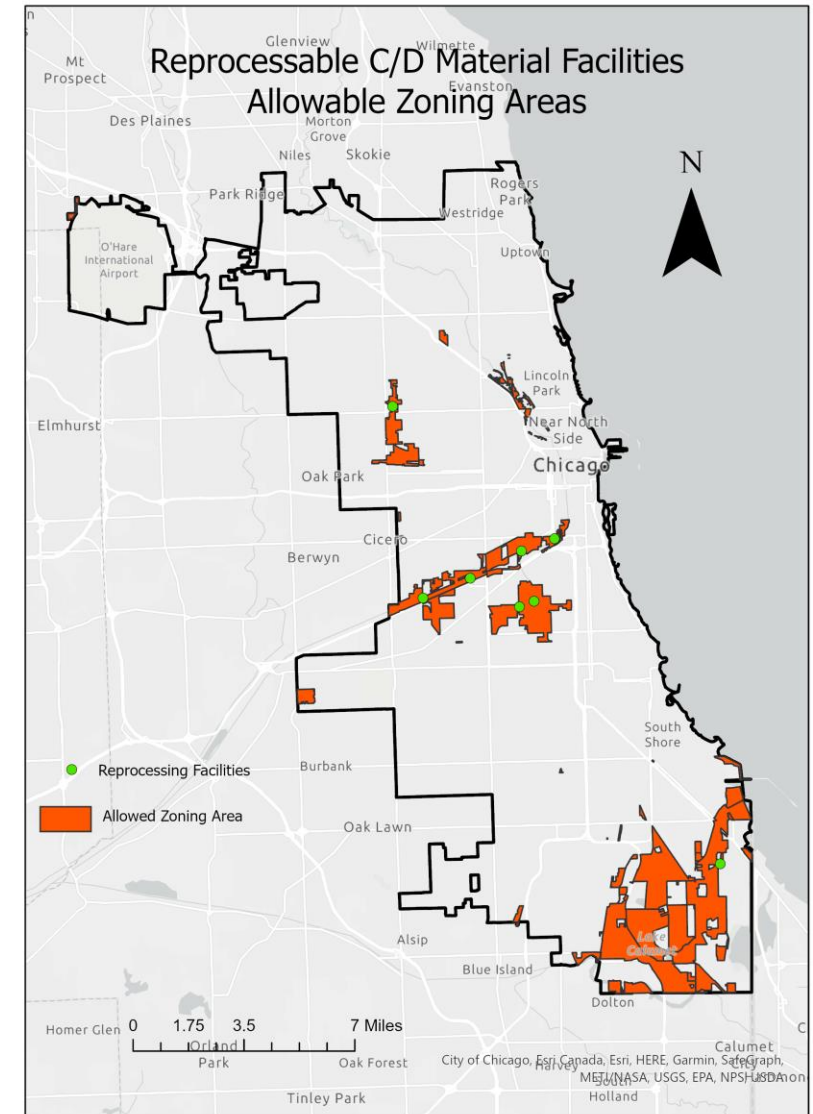 Reprocessable C/D Material Facilities
Allowable Zoning Areas
n
Glenview
Wilmette
Mt
Prospect
Evanston
Des Plaines
Morton
Grove
Niles
Skokie
N
Park Ridge
Rogers
Park
Westridge
O'Hare
International
Airport
Uptown
Lincoln
Park
Elmhurst
Near North
Side
Chicago
Oak Park
Cicero
Berwyn
South
Shore
Reprocessing Facilities
Burbank
Allowed Zoning Area
Oak Lawn
Lake
Calumet
Alsip
Blue Island
Dolton
Homer Glen
0 1.75 3.5 7 Miles
Orland
Park
Oak Forest
Harvey
Calumet
City
City of Chicago, Esri Canada, Esri, HERE, Garmin, SafeGraph,
METI/NASA, USGS, EPA, NPS, USDA
South
Holland
Tinley Park